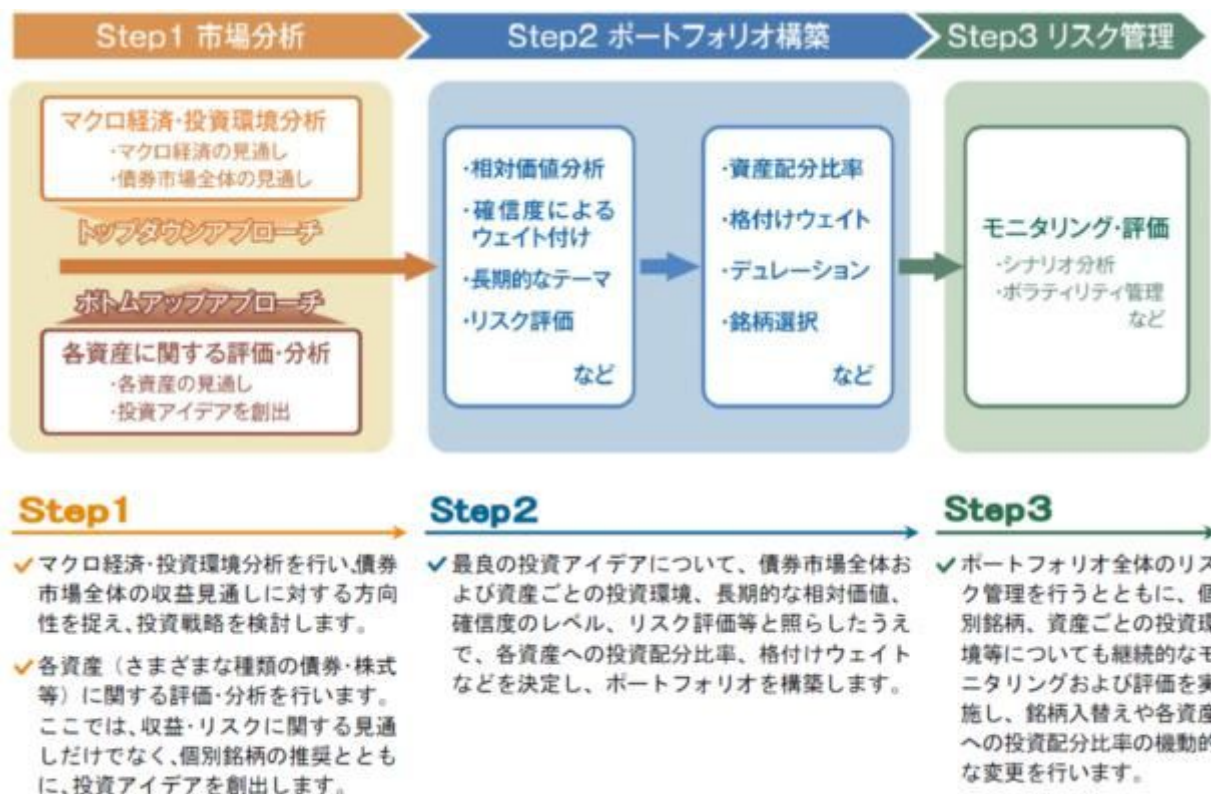 Step1 市場分析
Step2 ポートフォリオ構築
Step3 リスク管理
マクロ経済・投資環境分析
・マクロ経済の見通し
・債券市場全体の見通し
トップダウンアプローチ
ボトムアップアプローチ
各資産に関する評価・分析
・各資産の見通し
・投資アイデアを創出
・相対価値分析
・確信度による
ウェイト付け
・長期的なテーマ
・リスク評価
など
・資産配分比率
・格付けウェイト
・デュレーション
・銘柄選択
など
モニタリング・評価
・シナリオ分析
・ボラティリティ管理
など
Step1
✓マクロ経済・投資環境分析を行い、債券
市場全体の収益見通しに対する方向
性を捉え、投資戦略を検討します。
✓各資産（さまざまな種類の債券・株式
等）に関する評価・分析を行います。
ここでは、収益・リスクに関する見通
しだけでなく、個別銘柄の推奨ととも
に、投資アイデアを創出します。
Step2
✓最良の投資アイデアについて、債券市場全体お
よび資産ごとの投資環境、長期的な相対価値、
確信度のレベル、リスク評価等と照らしたうえ
で、各資産への投資配分比率、格付けウェイト
などを決定し、ポートフォリオを構築します。
Step3
✓ポートフォリオ全体のリス
ク管理を行うとともに、個
別銘柄、資産ごとの投資環
境等についても継続的なモ
ニタリングおよび評価を実
施し、銘柄入替えや各資産
への投資配分比率の機動的
な変更を行います。